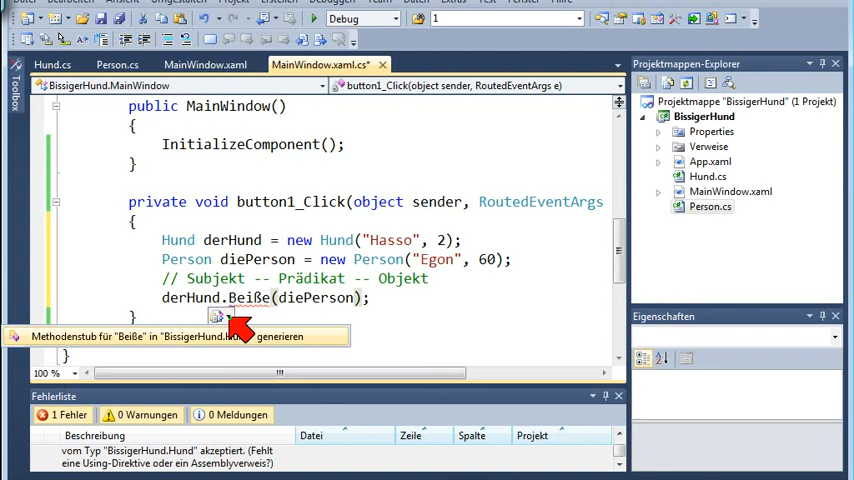 Debug
1
Hund.cs
Person.cs
MainWindow.xaml
MainWindow.xaml.cs*
Toolbox
BissigerHund.MainWindow
button1_Click(object sender, RoutedEventArgs e)
public MainWindow()
{
InitializeComponent();
}
private void button1_Click(object sender, RoutedEventArgs
{
Hund derHund = new Hund("Hasso", 2);
Person diePerson = new Person("Egon", 60);
// Subjekt -- Prädikat -- Objekt
derHund.Beiße(diePerson);
}
Methodenstub für "Beiße" in "BissigerHund.Hu generieren
}
100 %
Fehlerliste
1 Fehler
0 Warnungen
0 Meldungen
Beschreibung
Datei
Zeile
Spalte
Projekt
vom Typ "BissigerHund.Hund" akzeptiert. (Fehlt
eine Using-Direktive oder ein Assemblyverweis?)
Projektmappen-Explorer
Projektmappe "BissigerHund" (1 Projekt)
BissigerHund
Properties
Verweise
App.xaml
Hund.cs
MainWindow.xaml
Person.cs
Eigenschaften